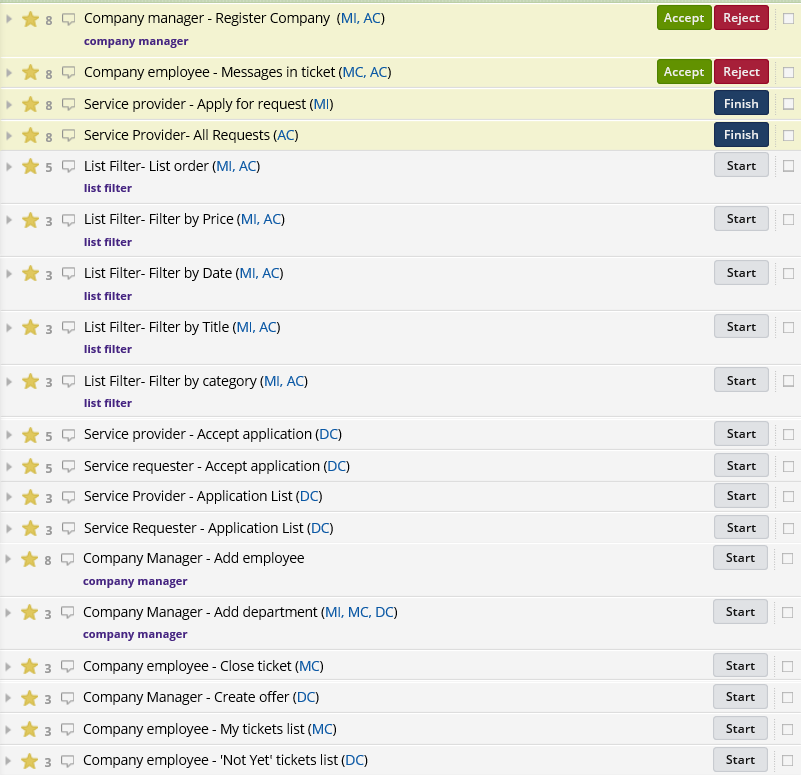 8 Company manager - Register Company (MI, AC) Accept Reject
company manager
8 Company employee - Messages in ticket (MC, AC) Accept Reject
8 Service provider - Apply for request (MI) Finish
8 Service Provider- All Requests (AC) Finish
5 List Filter- List order (MI, AC) Start
list filter
3 List Filter- Filter by Price (MI, AC) Start
list filter
3 List Filter- Filter by Date (MI, AC) Start
list filter
3 List Filter- Filter by Title (MI, AC) Start
list filter
3 List Filter- Filter by category (MI, AC) Start
list filter
5 Service provider - Accept application (DC) Start
5 Service requester - Accept application (DC) Start
3 Service Provider - Application List (DC) Start
3 Service Requester - Application List (DC) Start
8 Company Manager - Add employee Start
company manager
3 Company Manager - Add department (MI, MC, DC) Start
company manager
3 Company employee - Close ticket (MC) Start
3 Company Manager - Create offer (DC) Start
3 Company employee - My tickets list (MC) Start
3 Company employee - 'Not Yet' tickets list (DC) Start